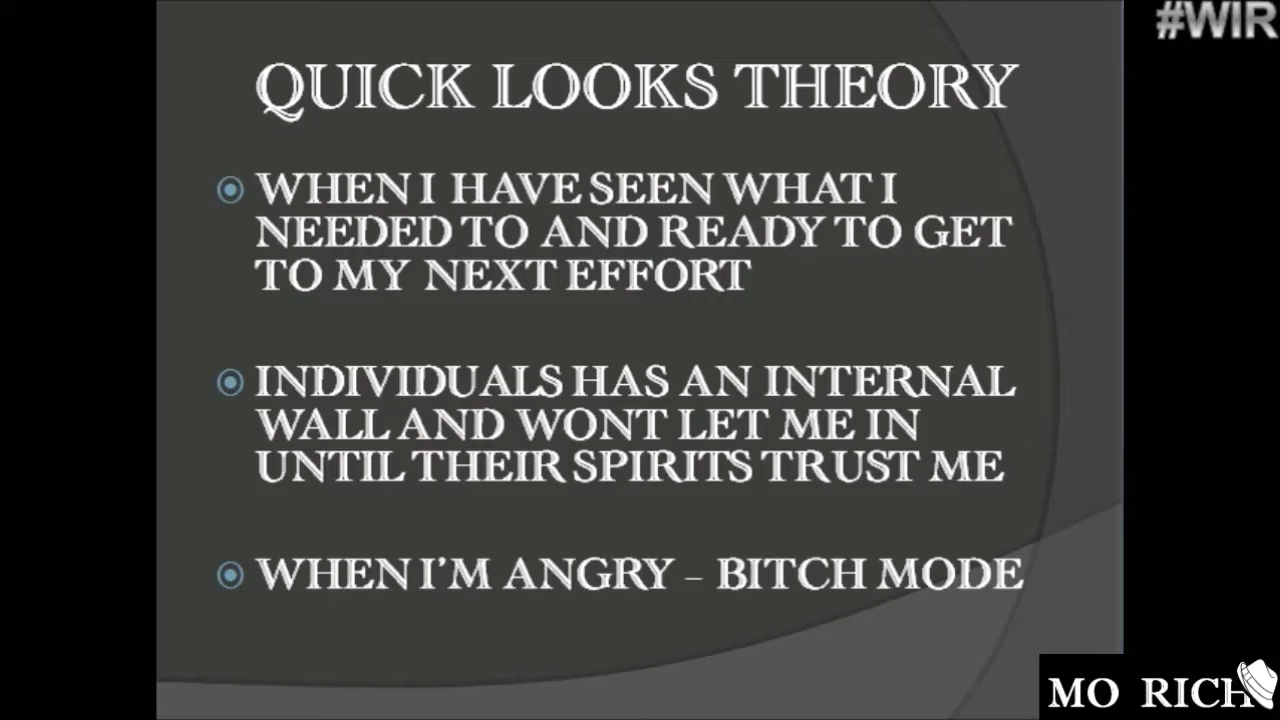 #WIR
QUICK LOOKS THEORY
WHEN I HAVE SEEN WHAT I
NEEDED TO AND READY TO GET
TO MY NEXT EFFORT
INDIVIDUALS HAS AN INTERNAL
WALL AND WONT LET ME IN
UNTIL THEIR SPIRITS TRUST ME
WHEN I'M ANGRY – BITCH MODE
MO RICH